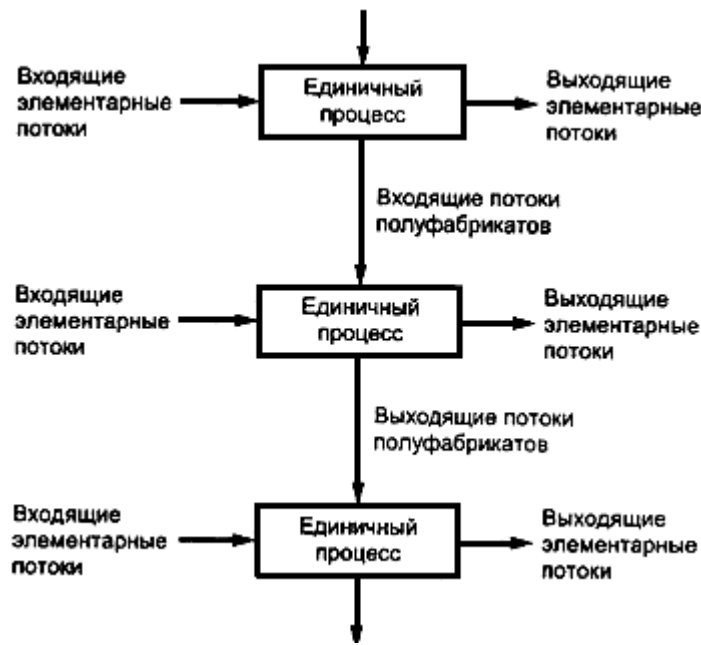 Входящие
элементарные
потоки
Единичный
процесс
Выходящие
элементарные
потоки
Входящие потоки
полуфабрикатов
Входящие
элементарные
потоки
Единичный
процесс
Выходящие
элементарные
потоки
Выходящие потоки
полуфабрикатов
Входящие
элементарные
потоки
Единичный
процесс
Выходящие
элементарные
потоки